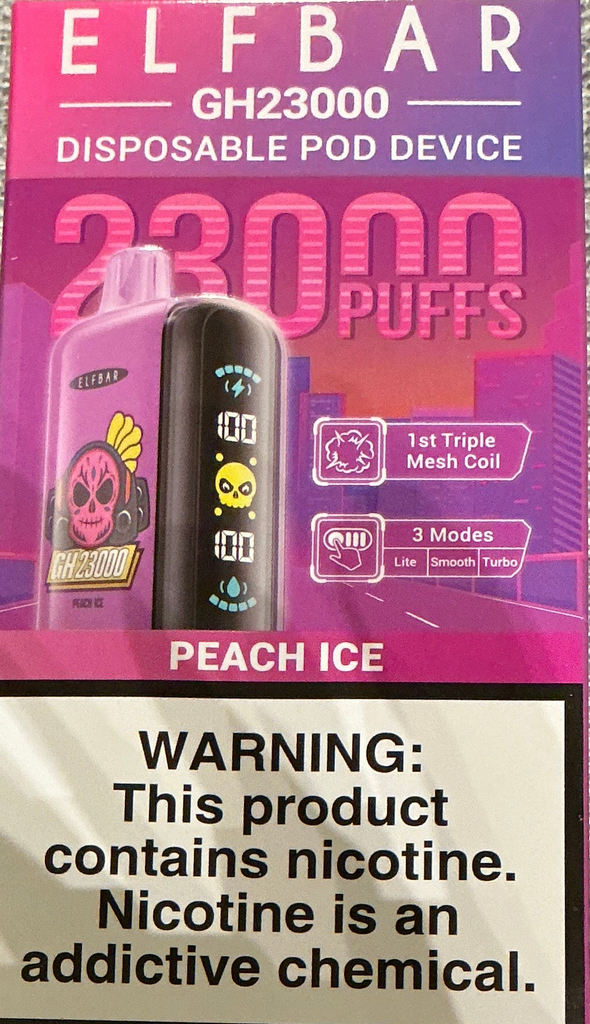 ELFBAR
GH23000
DISPOSABLE POD DEVICE
23000
PUFFS
ELFBAR
100
100
GH23000
PEACH ICE
1st Triple
Mesh Coil
3 Modes
Lite Smooth Turbo
PEACH ICE
WARNING:
This product
contains nicotine.
Nicotine is an
addictive chemical.